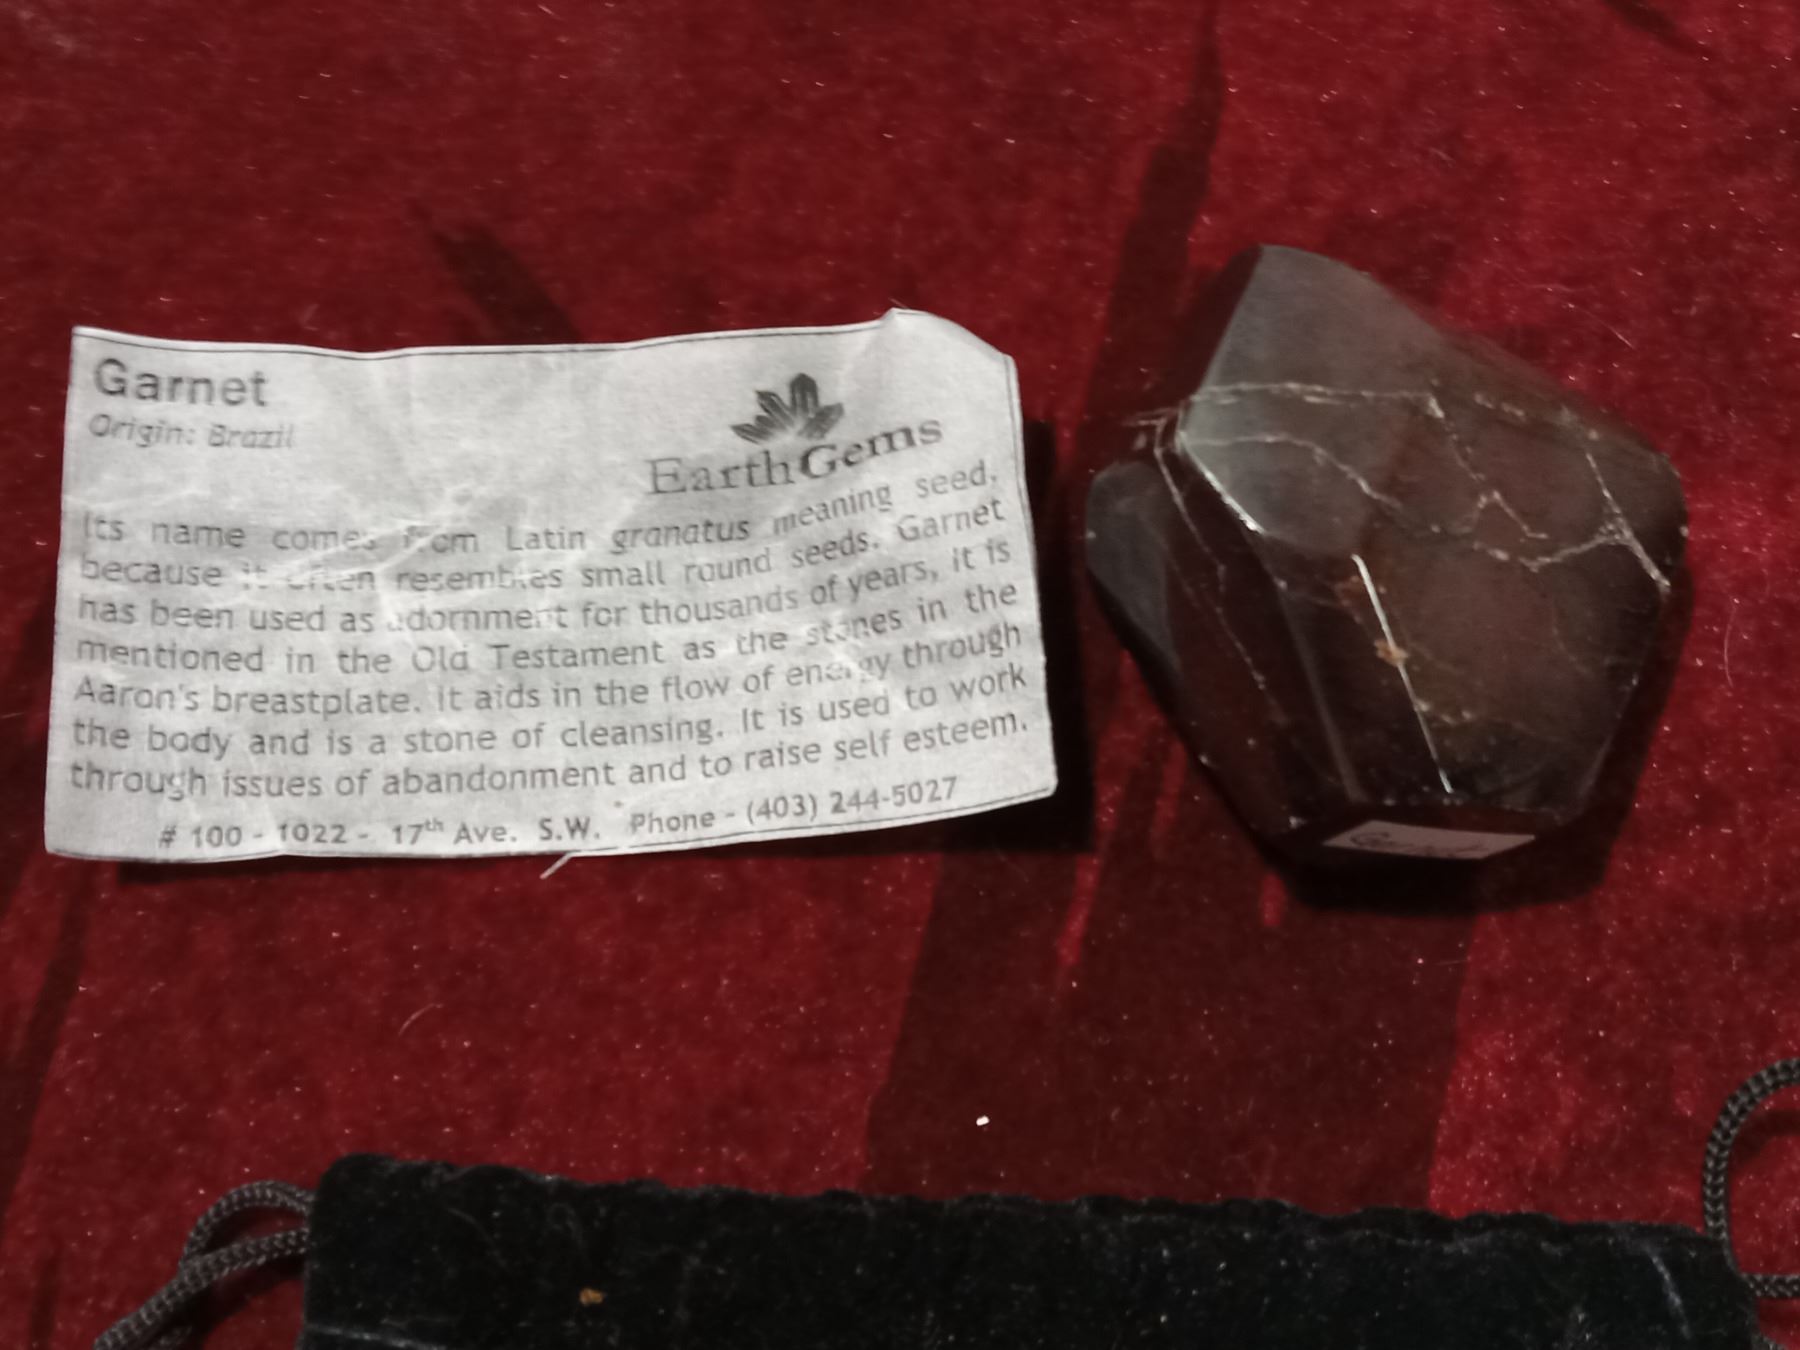 Garnet
Origin: Brazil
EarthGems
Its name comes from Latin granatus meaning seed,
because it often resembles small round seeds. Garnet
has been used as adornment for thousands of years, it is
mentioned in the Old Testament as the stones in the
Aaron's breastplate. It aids in the flow of energy through
the body and is a stone of cleansing. It is used to work
through issues of abandonment and to raise self esteem.
# 100 - 1022 - 17th Ave. S.W. Phone - (403) 244-5027